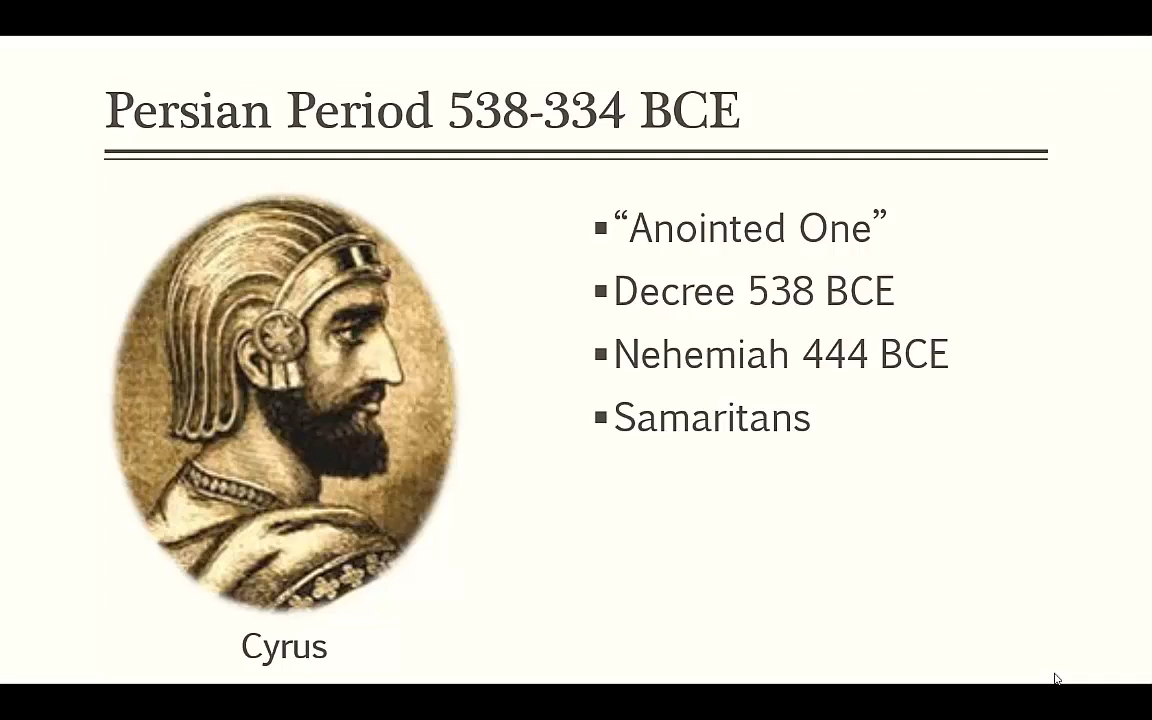 Persian Period 538-334 BCE
▪“Anointed One”
▪Decree 538 BCE
▪Nehemiah 444 BCE
▪Samaritans
Cyrus